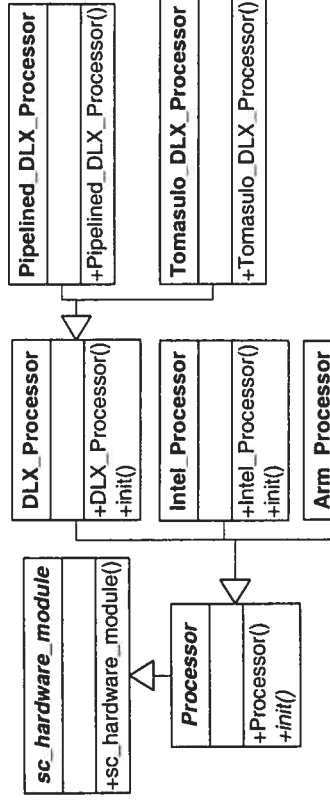 sc_hardware_module
+sc_hardware_module()
Processor
+Processor()
+init()
DLX_Processor
+DLX_Processor()
+init()
Intel_Processor
+Intel_Processor()
+init()
Arm_Processor
Pipelined_DLX_Processor
+Pipelined_DLX_Processor()
Tomasulo_DLX_Processor
+Tomasulo_DLX_Processor()